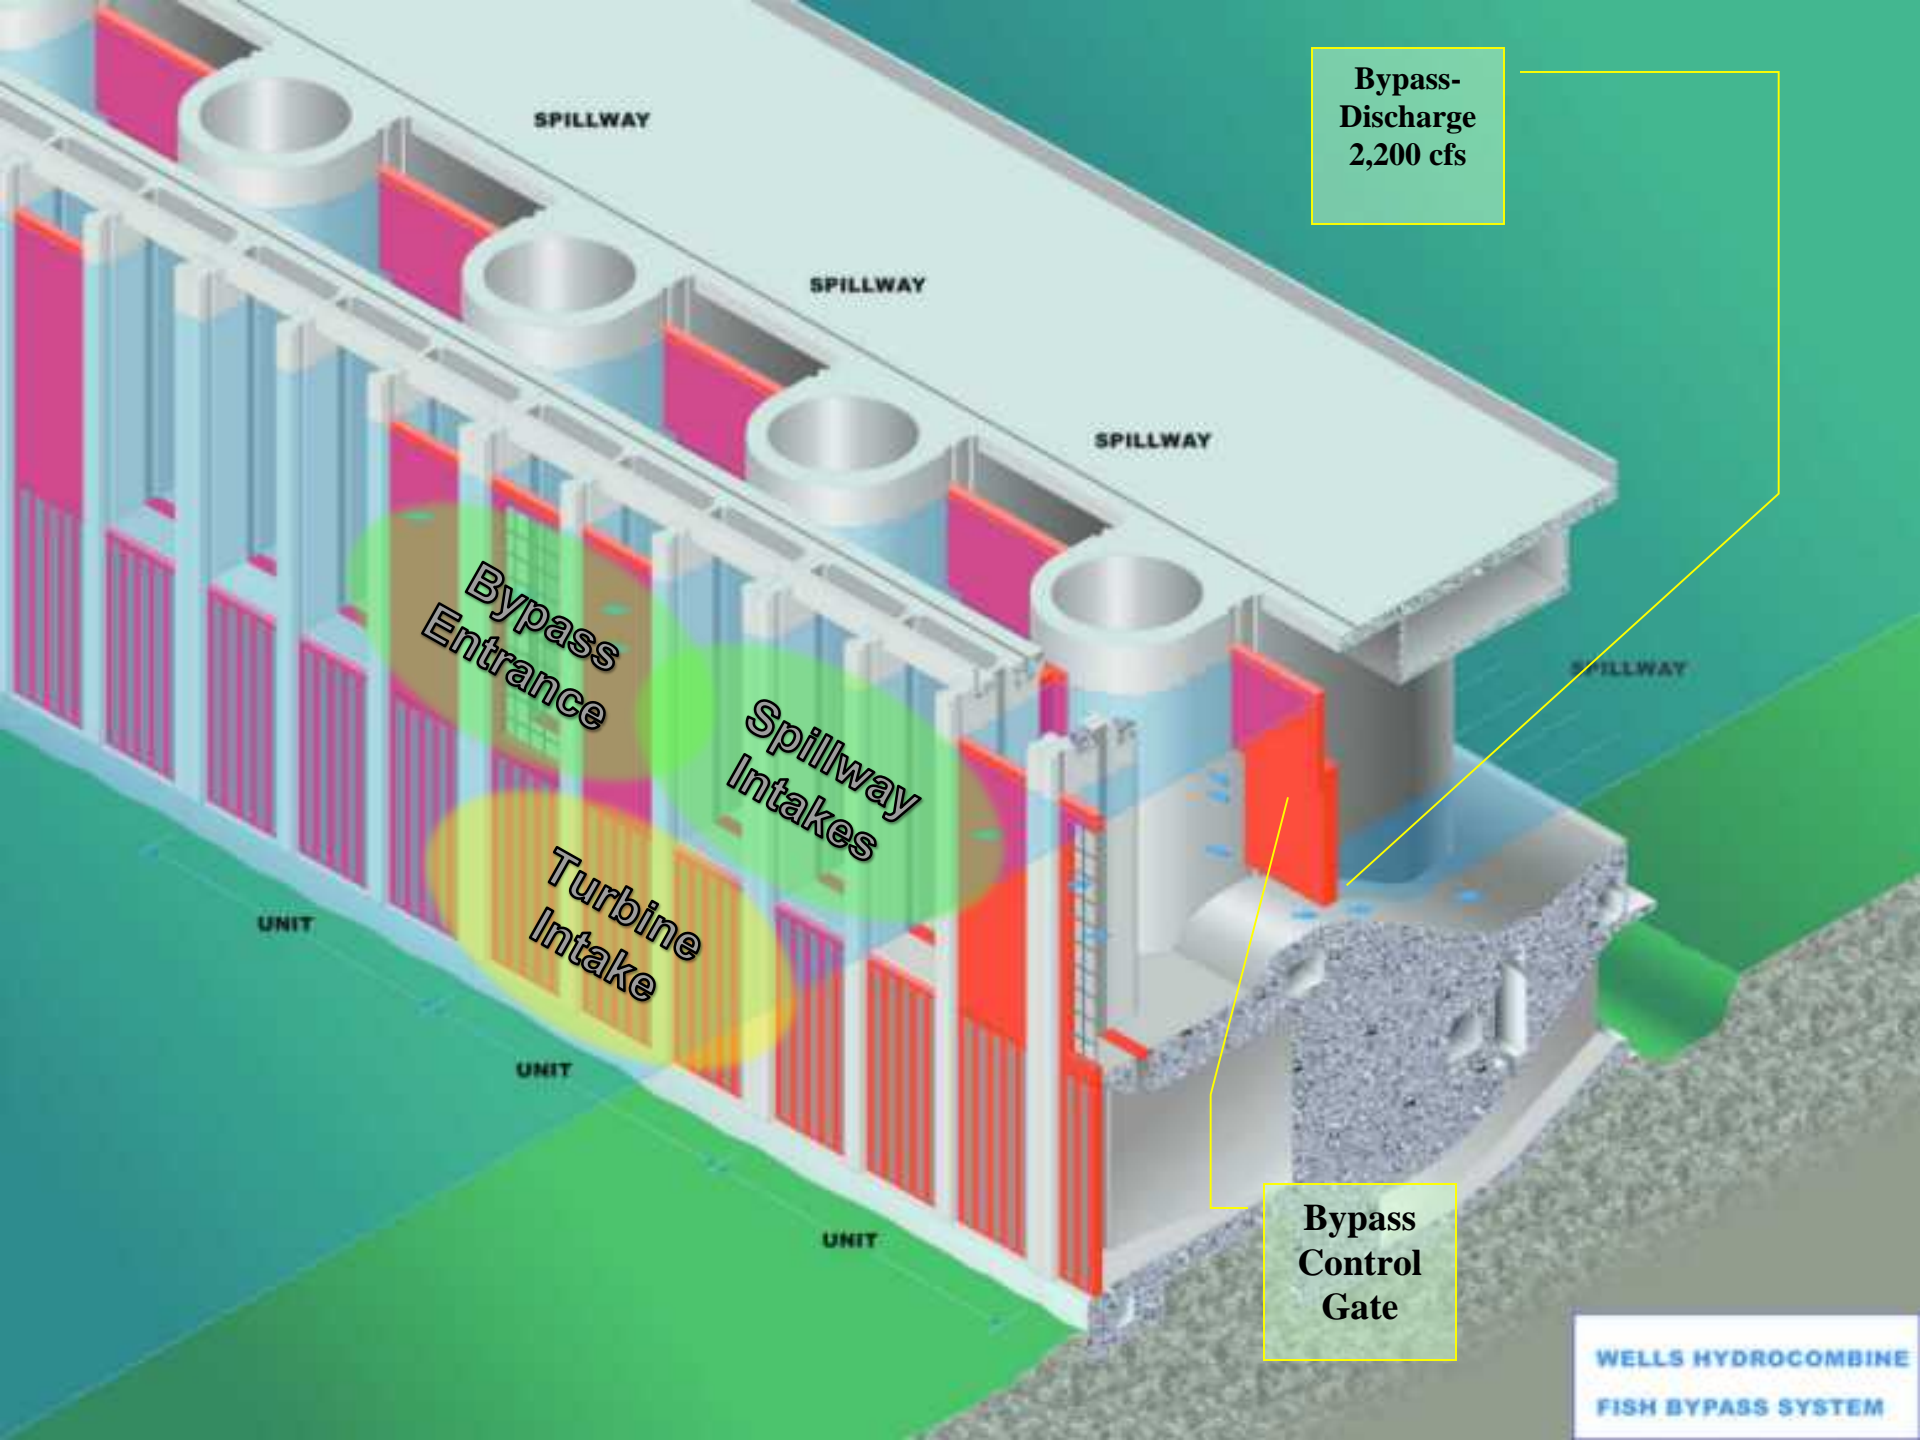 Bypass-
Discharge
2,200 cfs
SPILLWAY
SPILLWAY
SPILLWAY
SPILLWAY
Bypass
Entrance
Spillway
Intakes
Turbine
Intake
UNIT
UNIT
UNIT
Bypass
Control
Gate
WELLS HYDROCOMBINE
FISH BYPASS SYSTEM